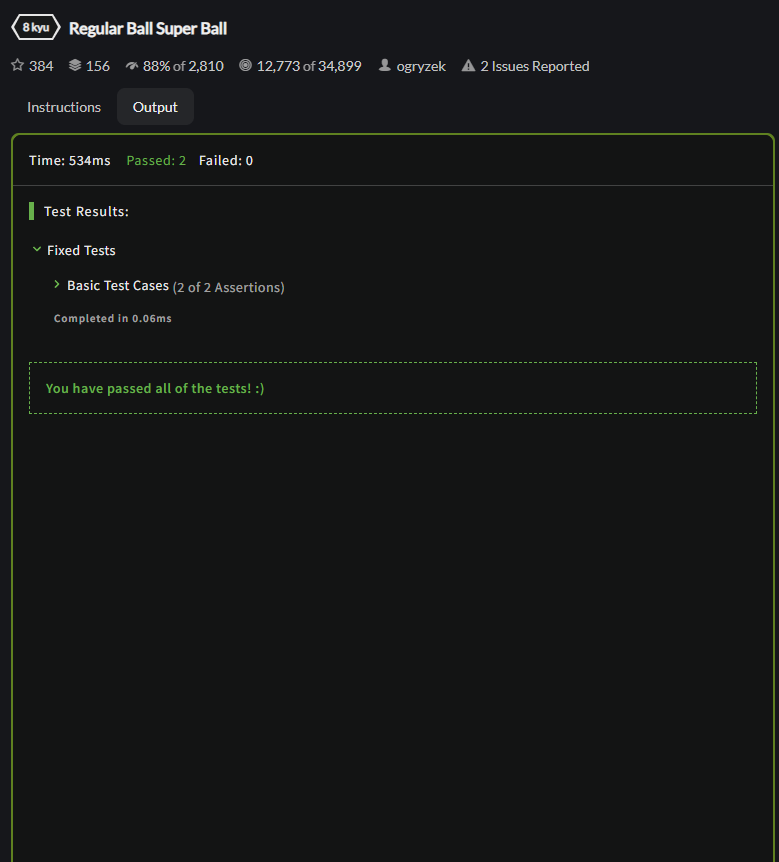 8 kyu Regular Ball Super Ball
384 156 88% of 2,810 12,773 of 34,899 ogryzek 2 Issues Reported
Instructions Output
Time: 534ms Passed: 2 Failed: 0
Test Results:
Fixed Tests
Basic Test Cases (2 of 2 Assertions)
Completed in 0.06ms
You have passed all of the tests! :)